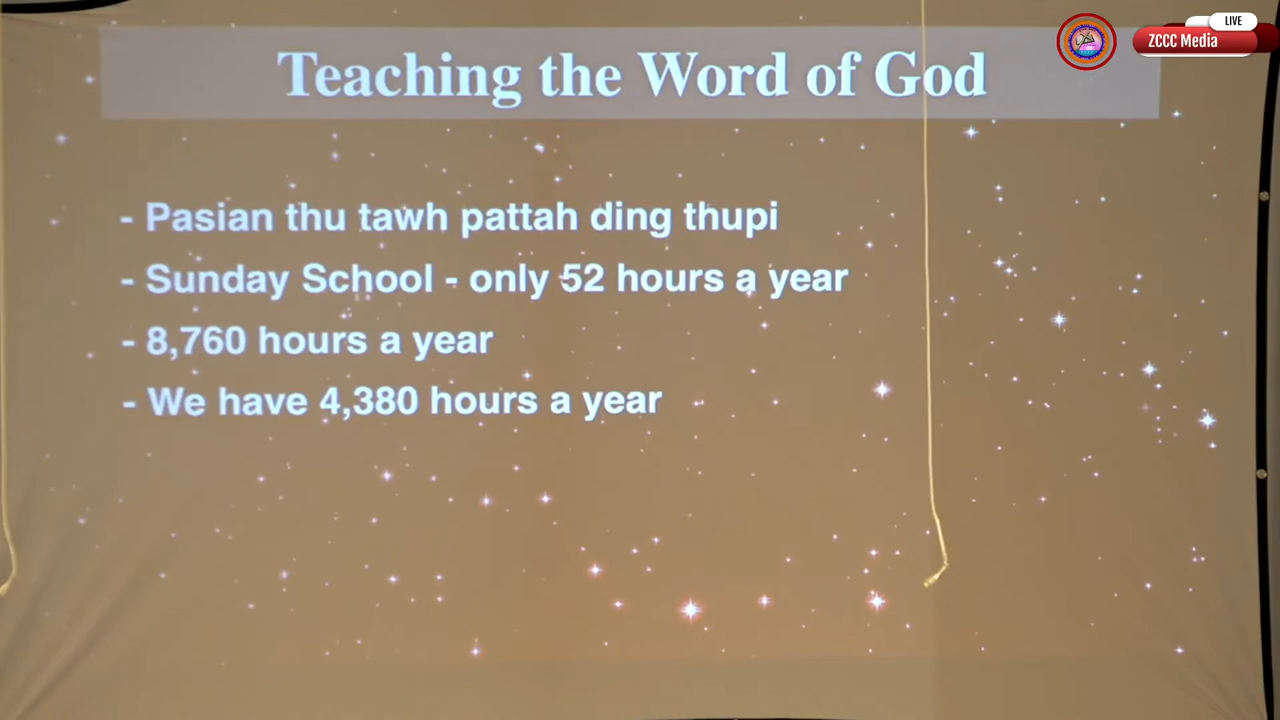 LIVE
ZCCC Media
Teaching the Word of God
- Pasian thu tawh pattah ding thupi
- Sunday School - only 52 hours a year
- 8,760 hours a year
- We have 4,380 hours a year